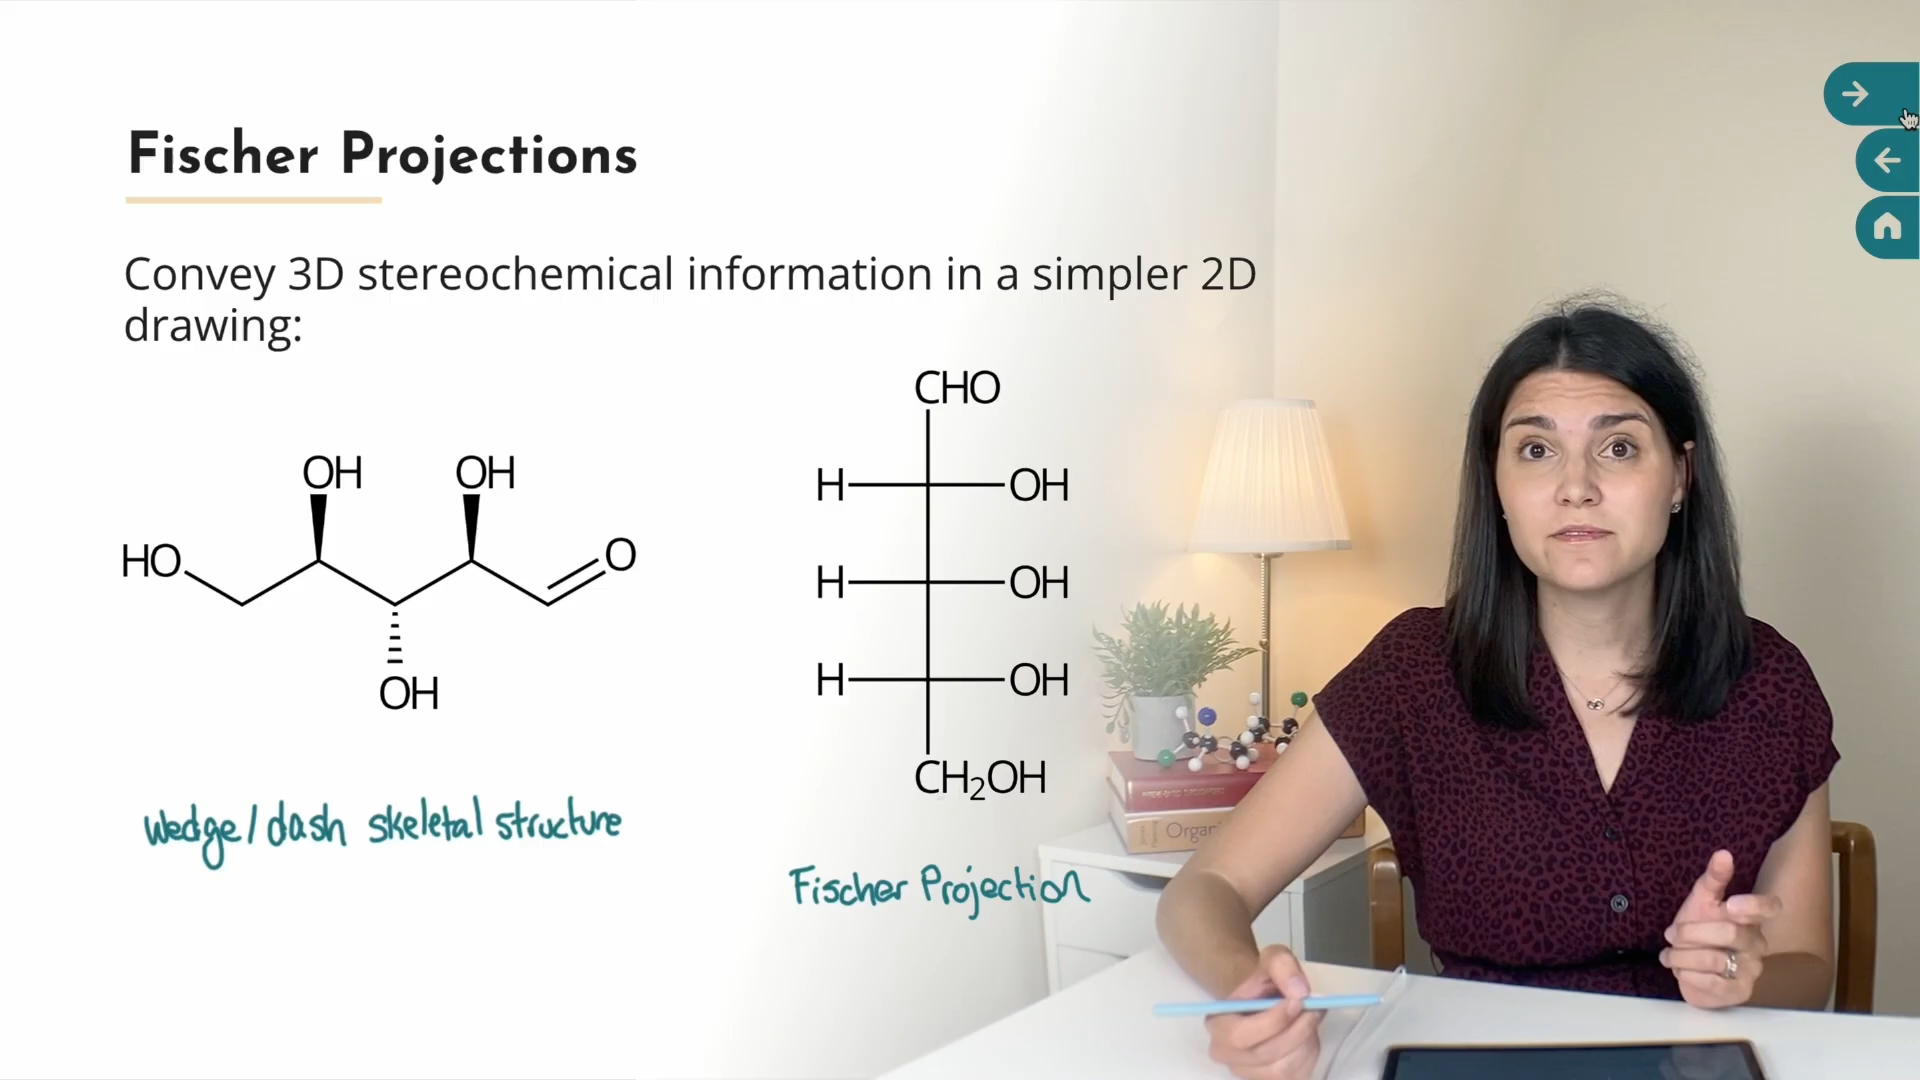 Fischer Projections
Convey 3D stereochemical information in a simpler 2D
drawing:
OH
OH
HO
O
OH
wedge/dash skeletal structure
CHO
H
OH
H
OH
H
OH
CH₂OH
Fischer Projection
Organ